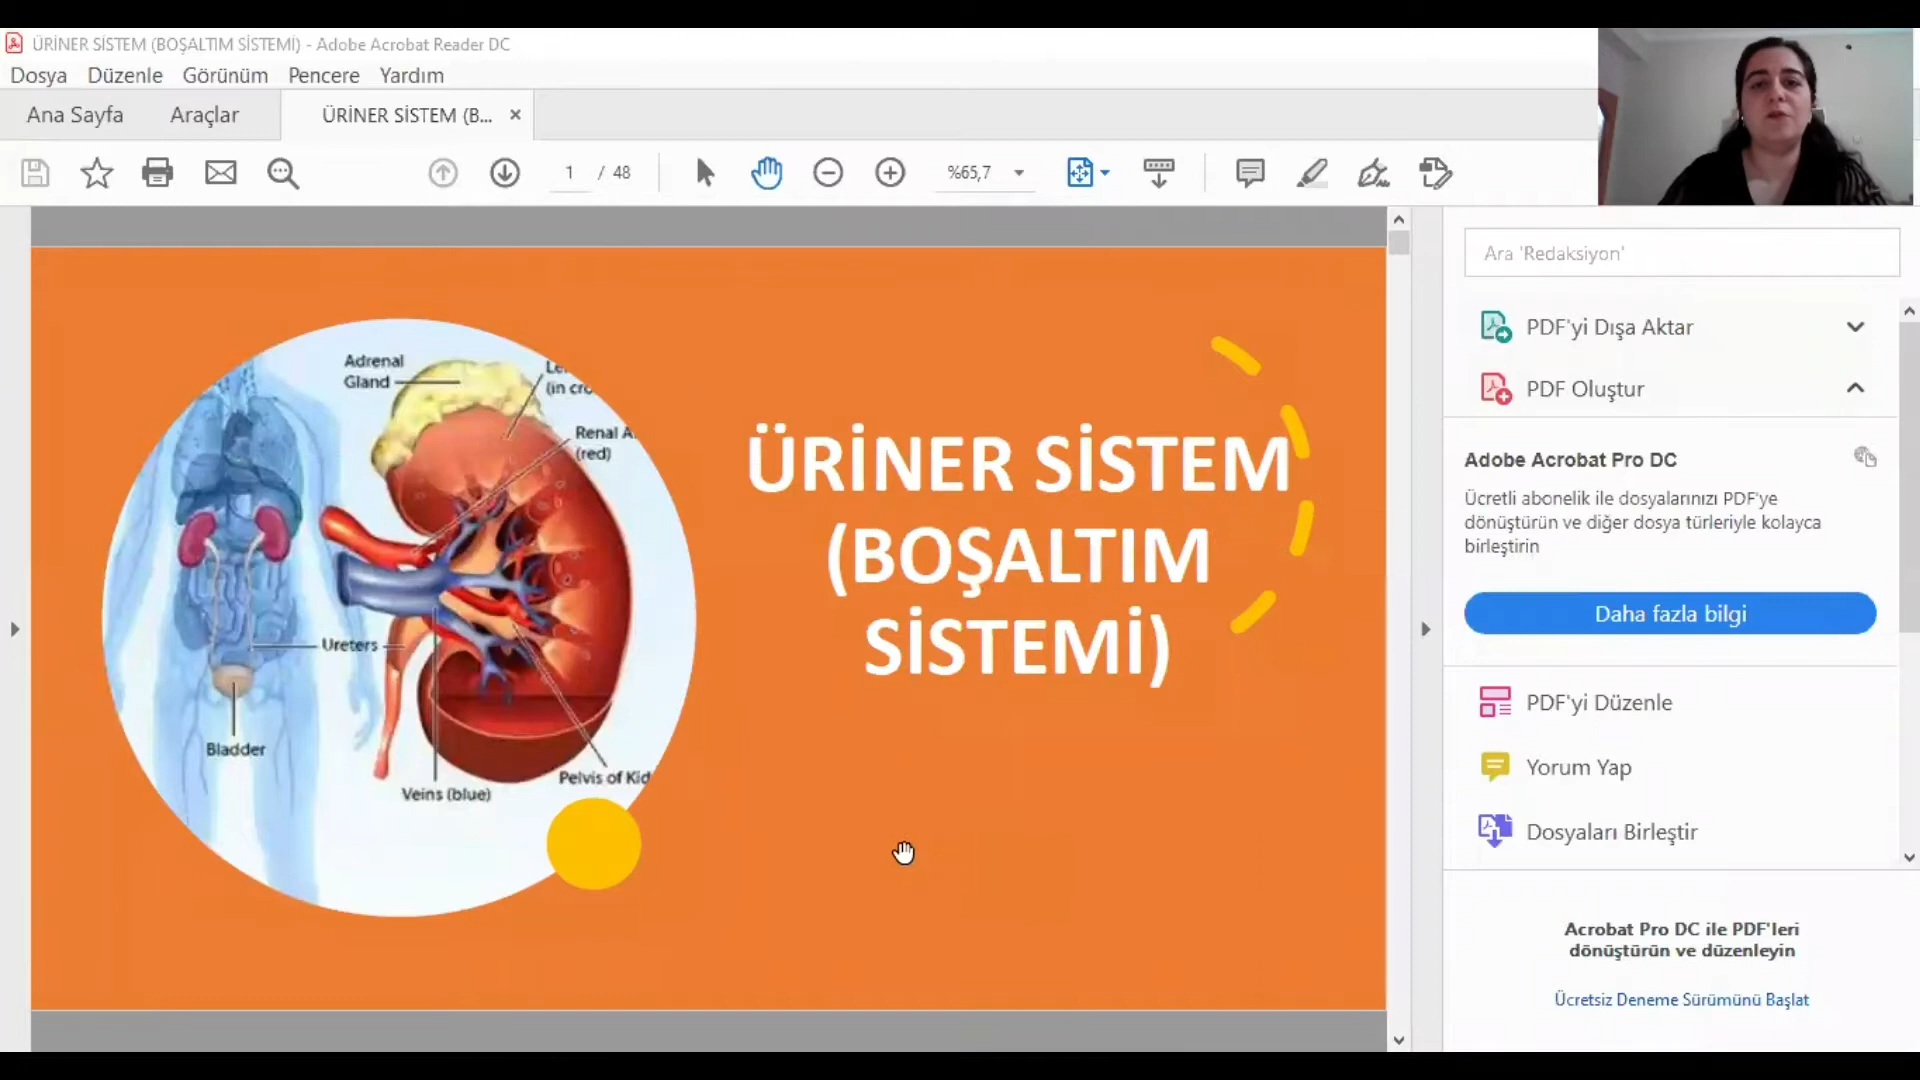 ÜRİNER SİSTEM (BOŞALTIM SİSTEMİ) - Adobe Acrobat Reader DC
Dosya Düzenle Görünüm Pencere Yardım
Ana Sayfa Araçlar ÜRİNER SİSTEM (B...
1 / 48 %65,7
Ara 'Redaksiyon'
PDF'yi Dışa Aktar
PDF Oluştur
Adobe Acrobat Pro DC
Ücretli abonelik ile dosyalarınızı PDF'ye
dönüştürün ve diğer dosya türleriyle kolayca
birleştirin
Daha fazla bilgi
PDF'yi Düzenle
Yorum Yap
Dosyaları Birleştir
Acrobat Pro DC ile PDF'leri
dönüştürün ve düzenleyin
Ücretsiz Deneme Sürümünü Başlat
Adrenal
Gland
(in
Renal
(red)
Ureters
Bladder
Veins (blue)
Pelvis of
ÜRİNER SİSTEM
(BOŞALTIM
SİSTEMİ)